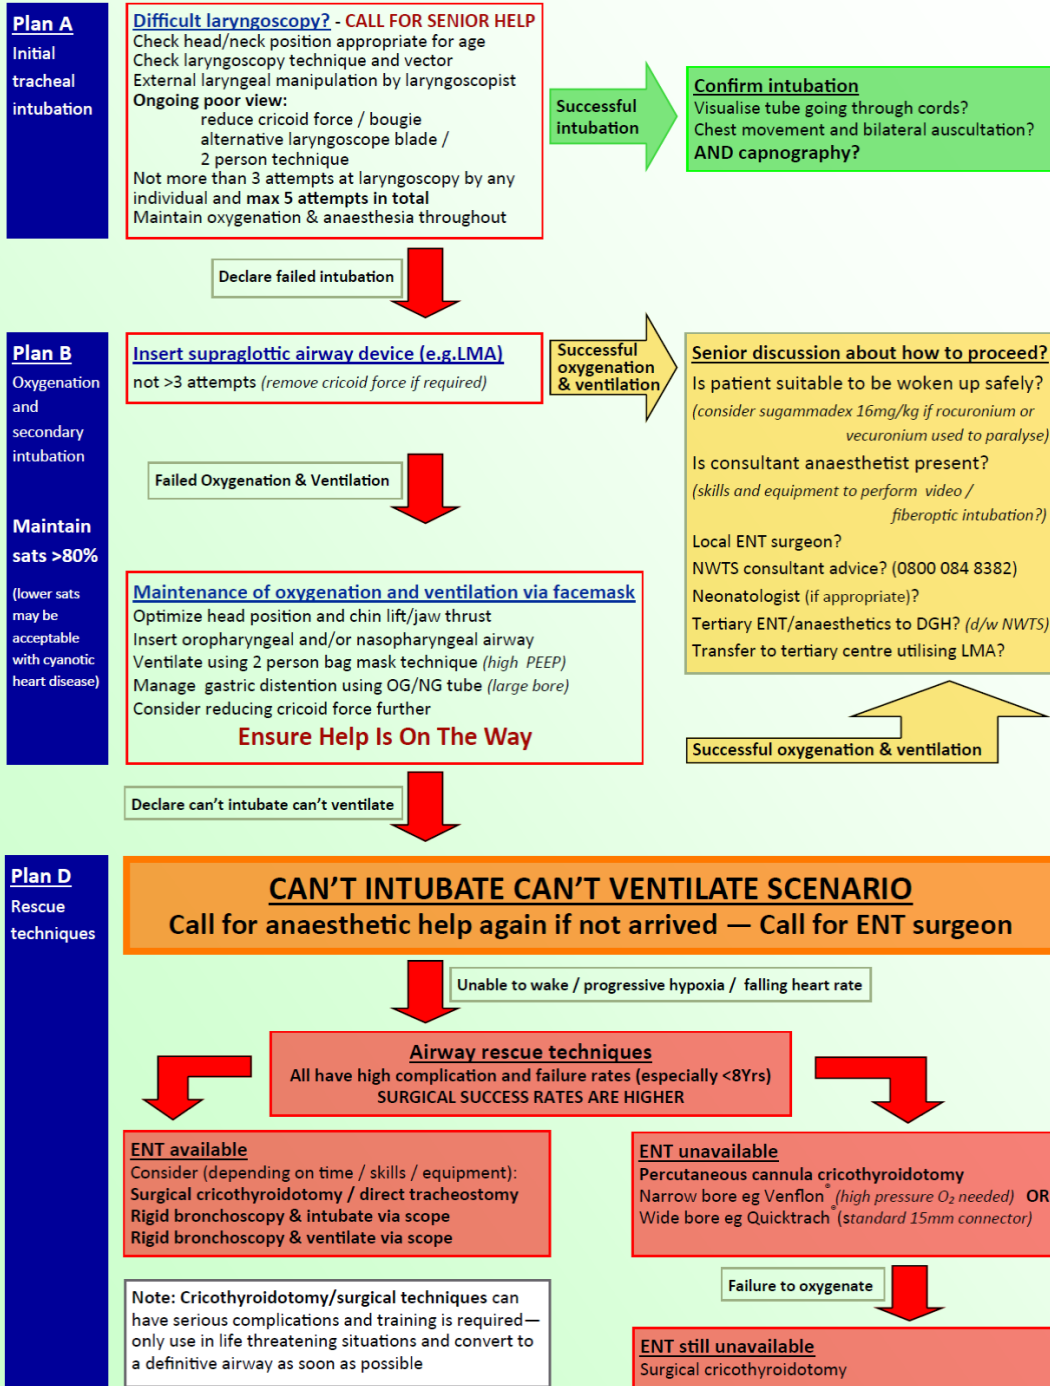 Plan A
Initial
tracheal
intubation
Difficult laryngoscopy? - CALL FOR SENIOR HELP
Check head/neck position appropriate for age
Check laryngoscopy technique and vector
External laryngeal manipulation by laryngoscopist
Ongoing poor view:
reduce cricoid force / bougie
alternative laryngoscope blade /
2 person technique
Not more than 3 attempts at laryngoscopy by any
individual and max 5 attempts in total
Maintain oxygenation & anaesthesia throughout
Successful
intubation
Confirm intubation
Visualise tube going through cords?
Chest movement and bilateral auscultation?
AND capnography?
Declare failed intubation
Plan B
Oxygenation
and
secondary
intubation
Maintain
sats >80%
(lower sats
may be
acceptable
with cyanotic
heart disease)
Insert supraglottic airway device (e.g.LMA)
not >3 attempts (remove cricoid force if required)
Successful
oxygenation
& ventilation
Senior discussion about how to proceed?
Is patient suitable to be woken up safely?
(consider sugammadex 16mg/kg if rocuronium or
vecuronium used to paralyse)
Is consultant anaesthetist present?
(skills and equipment to perform video /
fiberoptic intubation?)
Local ENT surgeon?
NWTS consultant advice? (0800 084 8382)
Neonatologist (if appropriate)?
Tertiary ENT/anaesthetics to DGH? (d/w NWTS)
Transfer to tertiary centre utilising LMA?
Failed Oxygenation & Ventilation
Maintenance of oxygenation and ventilation via facemask
Optimize head position and chin lift/jaw thrust
Insert oropharyngeal and/or nasopharyngeal airway
Ventilate using 2 person bag mask technique (high PEEP)
Manage gastric distention using OG/NG tube (large bore)
Consider reducing cricoid force further
Ensure Help Is On The Way
Successful oxygenation & ventilation
Declare can't intubate can't ventilate
Plan D
Rescue
techniques
CAN'T INTUBATE CAN'T VENTILATE SCENARIO
Call for anaesthetic help again if not arrived — Call for ENT surgeon
Unable to wake / progressive hypoxia / falling heart rate
Airway rescue techniques
All have high complication and failure rates (especially <8Yrs)
SURGICAL SUCCESS RATES ARE HIGHER
ENT available
Consider (depending on time / skills / equipment):
Surgical cricothyroidotomy / direct tracheostomy
Rigid bronchoscopy & intubate via scope
Rigid bronchoscopy & ventilate via scope
ENT unavailable
Percutaneous cannula cricothyroidotomy
Narrow bore eg Venflon® (high pressure O₂ needed) OR
Wide bore eg Quicktrach® (standard 15mm connector)
Failure to oxygenate
Note: Cricothyroidotomy/surgical techniques can
have serious complications and training is required—
only use in life threatening situations and convert to
a definitive airway as soon as possible
ENT still unavailable
Surgical cricothyroidotomy